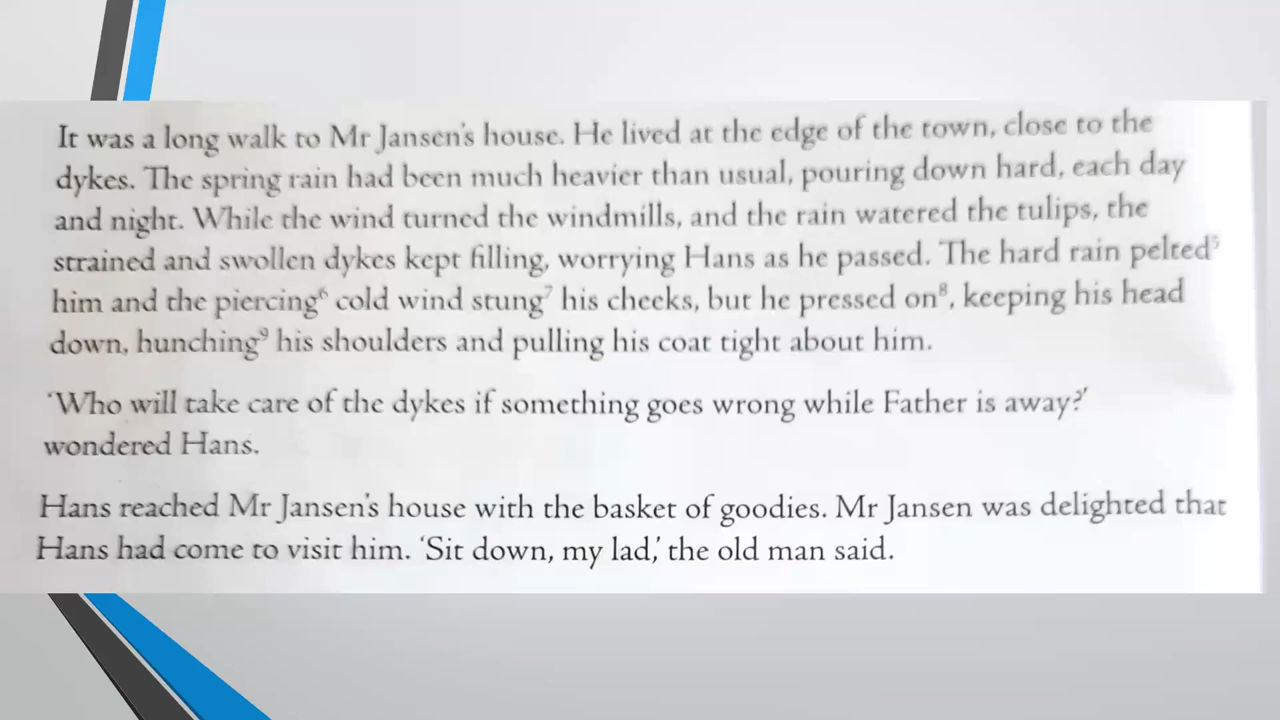 It was a long walk to Mr Jansen's house. He lived at the edge of the town, close to the
dykes. The spring rain had been much heavier than usual, pouring down hard, each day
and night. While the wind turned the windmills, and the rain watered the tulips, the
strained and swollen dykes kept filling, worrying Hans as he passed. The hard rain pelted⁵
him and the piercing⁶ cold wind stung⁷ his cheeks, but he pressed on⁸, keeping his head
down, hunching⁹ his shoulders and pulling his coat tight about him.
'Who will take care of the dykes if something goes wrong while Father is away?'
wondered Hans.
Hans reached Mr Jansen's house with the basket of goodies. Mr Jansen was delighted that
Hans had come to visit him. 'Sit down, my lad,' the old man said.